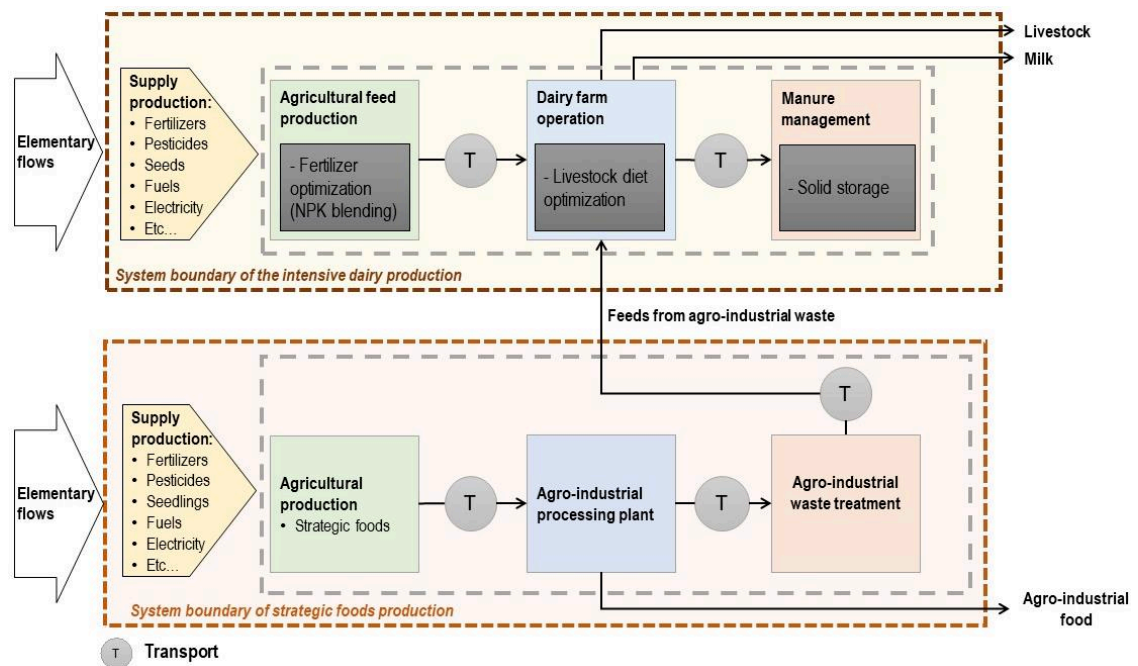 Livestock
Milk
Elementary
flows
Supply
production:
• Fertilizers
• Pesticides
• Seeds
• Fuels
• Electricity
• Etc…
Agricultural feed
production
- Fertilizer
optimization
(NPK blending)
T
Dairy farm
operation
- Livestock diet
optimization
T
Manure
management
- Solid storage
System boundary of the intensive dairy production
Feeds from agro-industrial waste
T
Elementary
flows
Supply
production:
• Fertilizers
• Pesticides
• Seedlings
• Fuels
• Electricity
• Etc…
Agricultural
production
• Strategic foods
T
Agro-industrial
processing plant
T
Agro-industrial
waste treatment
System boundary of strategic foods production
Agro-industrial
food
T Transport